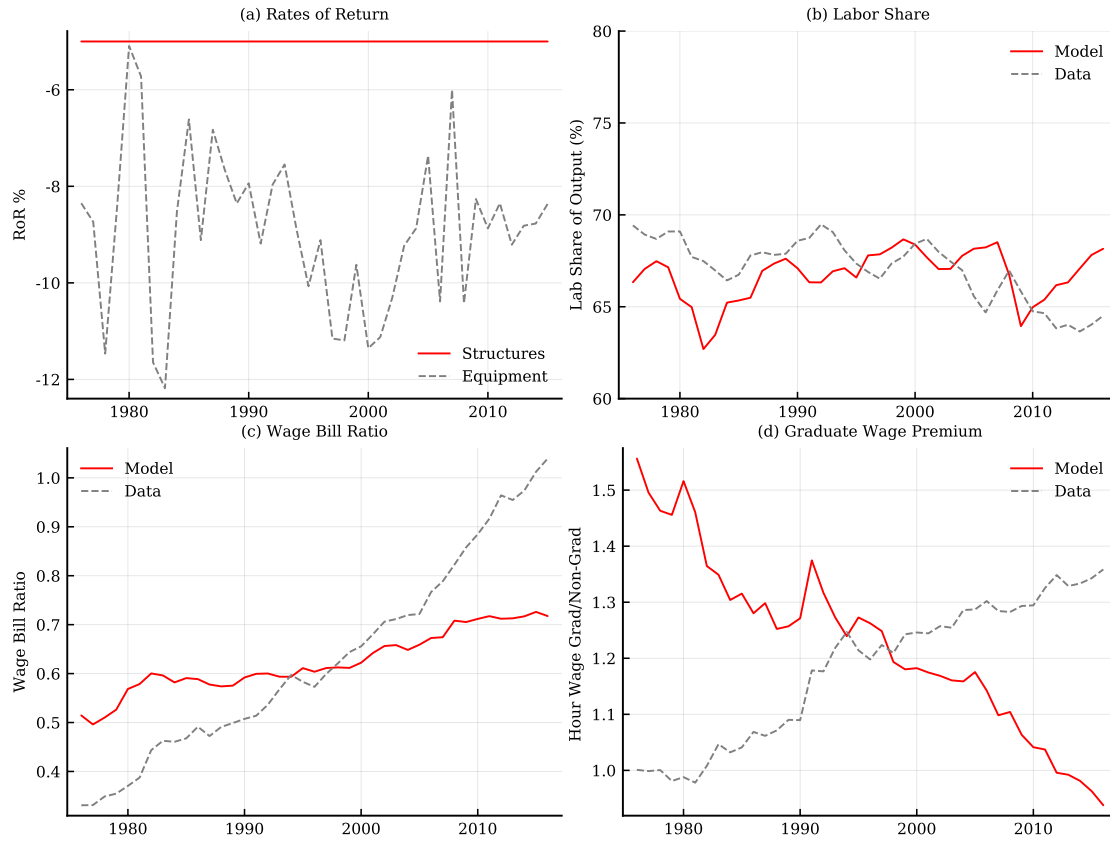 (a) Rates of Return
RoR %
-6
-8
-10
-12
1980
1990
2000
2010
Structures
Equipment
(b) Labor Share
Lab Share of Output (%)
80
75
70
65
60
1980
1990
2000
2010
Model
Data
(c) Wage Bill Ratio
Wage Bill Ratio
1.0
0.9
0.8
0.7
0.6
0.5
0.4
1980
1990
2000
2010
Model
Data
(d) Graduate Wage Premium
Hour Wage Grad/Non-Grad
1.5
1.4
1.3
1.2
1.1
1.0
1980
1990
2000
2010
Model
Data